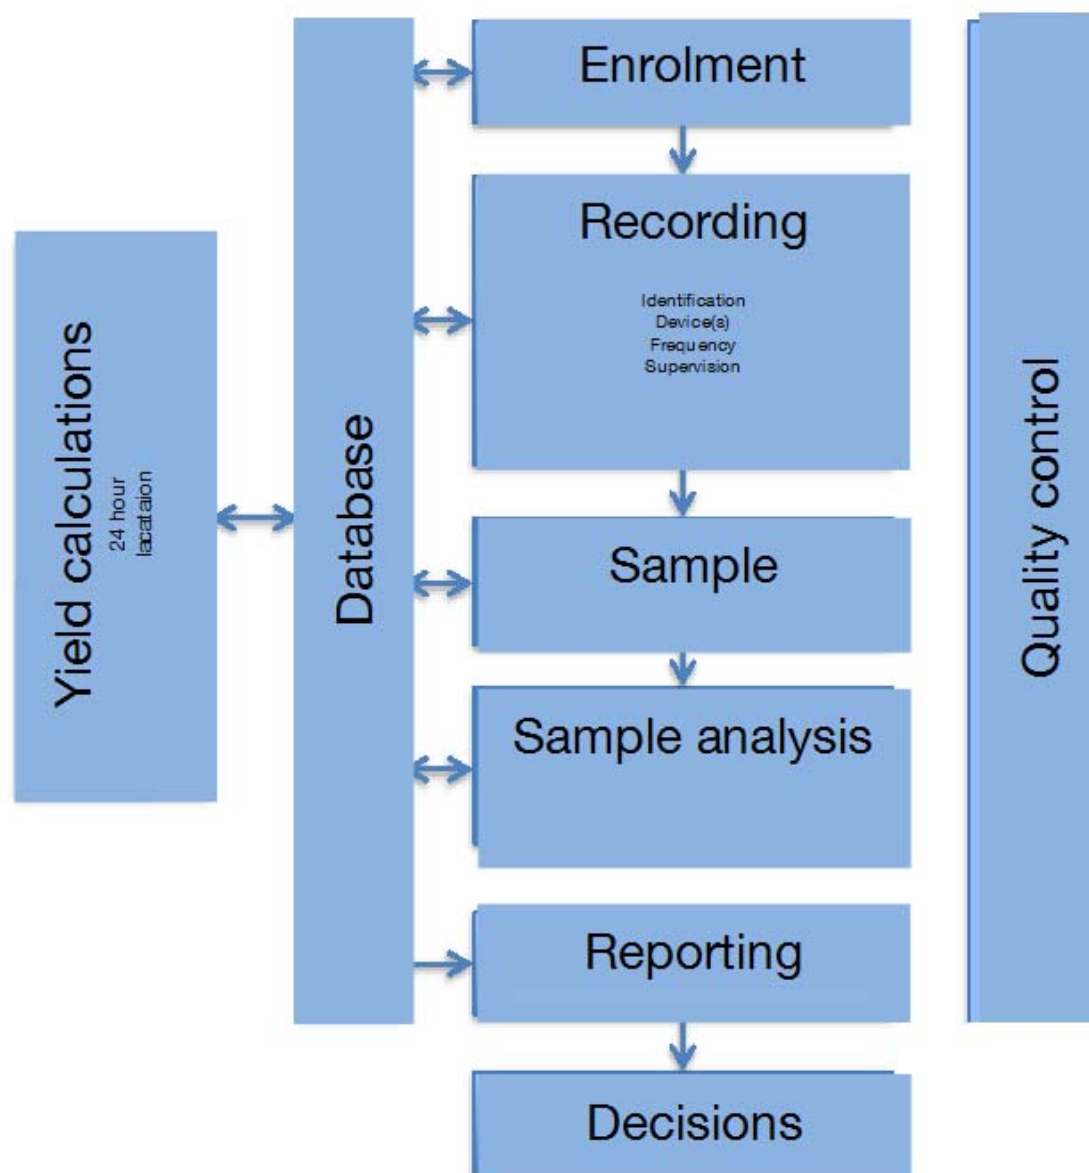 Enrolment
Recording
Identification
Device(s)
Frequency
Supervision
Yield calculations
24 hour
lacataion
Database
Sample
Sample analysis
Reporting
Decisions
Quality control